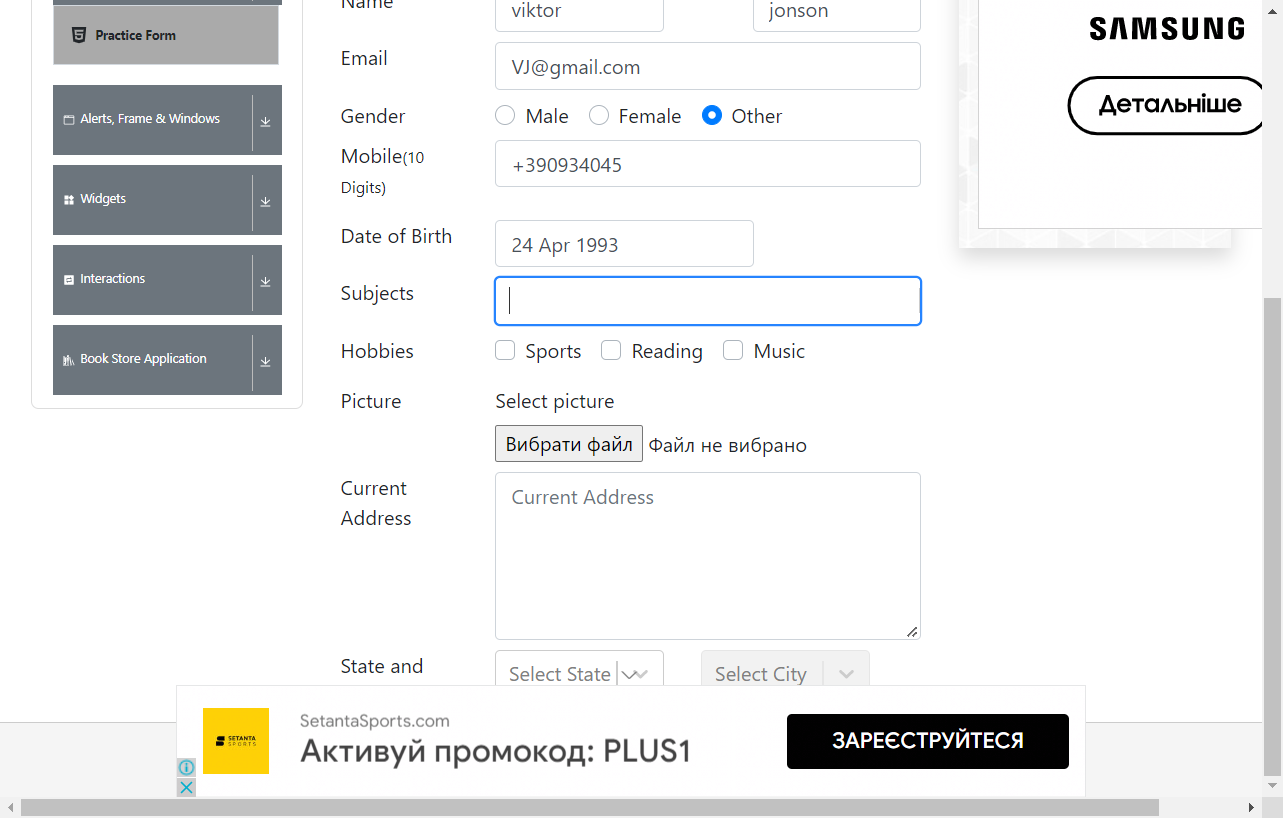 Practice Form
Alerts, Frame & Windows
Widgets
Interactions
Book Store Application
Name
viktor
jonson
Email
VJ@gmail.com
Gender
Male
Female
Other
Mobile(10
Digits)
+390934045
Date of Birth
24 Apr 1993
Subjects
Hobbies
Sports
Reading
Music
Picture
Select picture
Вибрати файл
Файл не вибрано
Current
Address
Current Address
State and
Select State
Select City
SAMSUNG
Детальніше
SETANTA
SPORTS
SetantaSports.com
Активуй промокод: PLUS1
ЗАРЕЄСТРУЙТЕСЯ